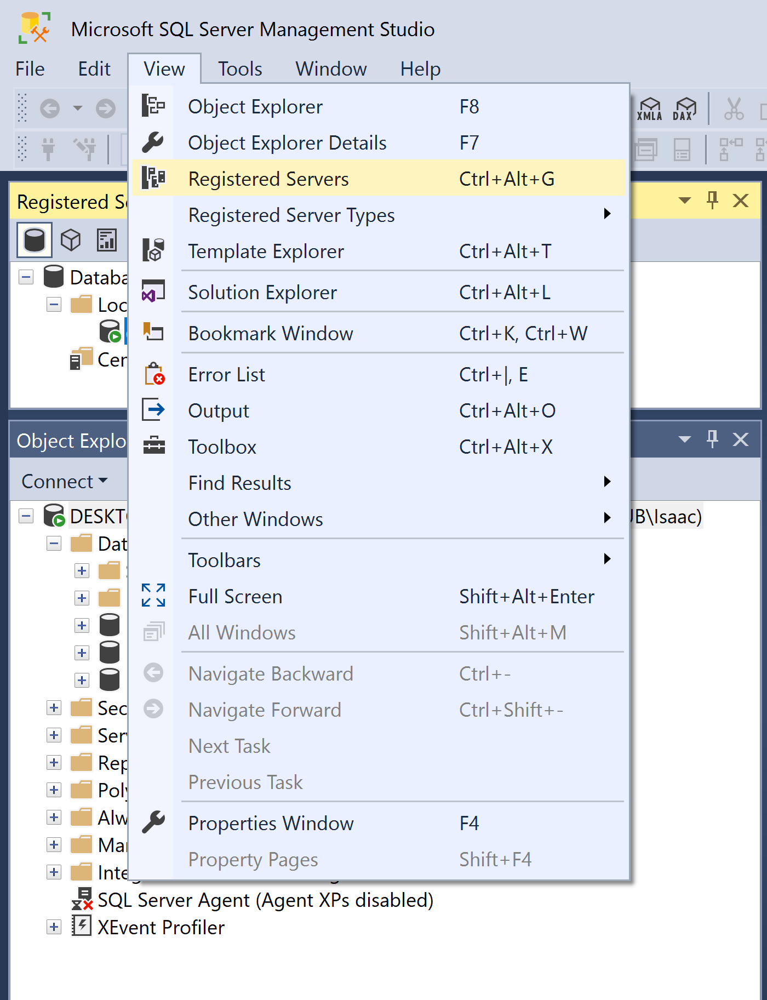 Microsoft SQL Server Management Studio
File Edit View Tools Window Help
XMLA DAX
Object Explorer F8
Object Explorer Details F7
Registered Servers Ctrl+Alt+G
Registered Server Types
Template Explorer Ctrl+Alt+T
Solution Explorer Ctrl+Alt+L
Bookmark Window Ctrl+K, Ctrl+W
Error List Ctrl+|, E
Output Ctrl+Alt+O
Toolbox Ctrl+Alt+X
Find Results
Other Windows
Toolbars
Full Screen Shift+Alt+Enter
All Windows Shift+Alt+M
Navigate Backward Ctrl+-
Navigate Forward Ctrl+Shift+-
Next Task
Previous Task
Properties Window F4
Property Pages Shift+F4
Registered S
Databa
Loc
Cen
Object Explo
Connect
DESKT JB\Isaac)
Dat
Sec
Serv
Rep
Poly
Alw
Mar
Inte
SQL Server Agent (Agent XPs disabled)
XEvent Profiler